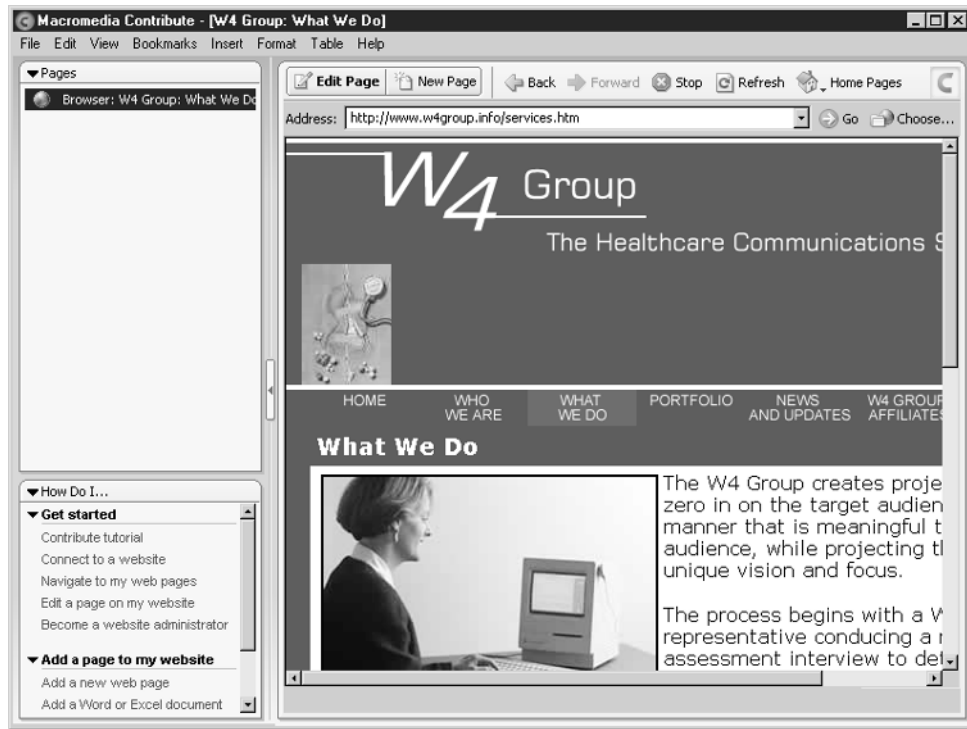 Macromedia Contribute - [W4 Group: What We Do]
File Edit View Bookmarks Insert Format Table Help
Pages
Browser: W4 Group: What We Do
Edit Page New Page Back Forward Stop Refresh Home Pages
Address: http://www.w4group.info/services.htm Go Choose...
W4 Group
The Healthcare Communications S
HOME WHO WE ARE WHAT WE DO PORTFOLIO NEWS AND UPDATES W4 GROUP AFFILIATES
What We Do
The W4 Group creates proje
zero in on the target audien
manner that is meaningful t
audience, while projecting th
unique vision and focus.
The process begins with a W
representative conducing a r
assessment interview to det
How Do I...
Get started
Contribute tutorial
Connect to a website
Navigate to my web pages
Edit a page on my website
Become a website administrator
Add a page to my website
Add a new web page
Add a Word or Excel document